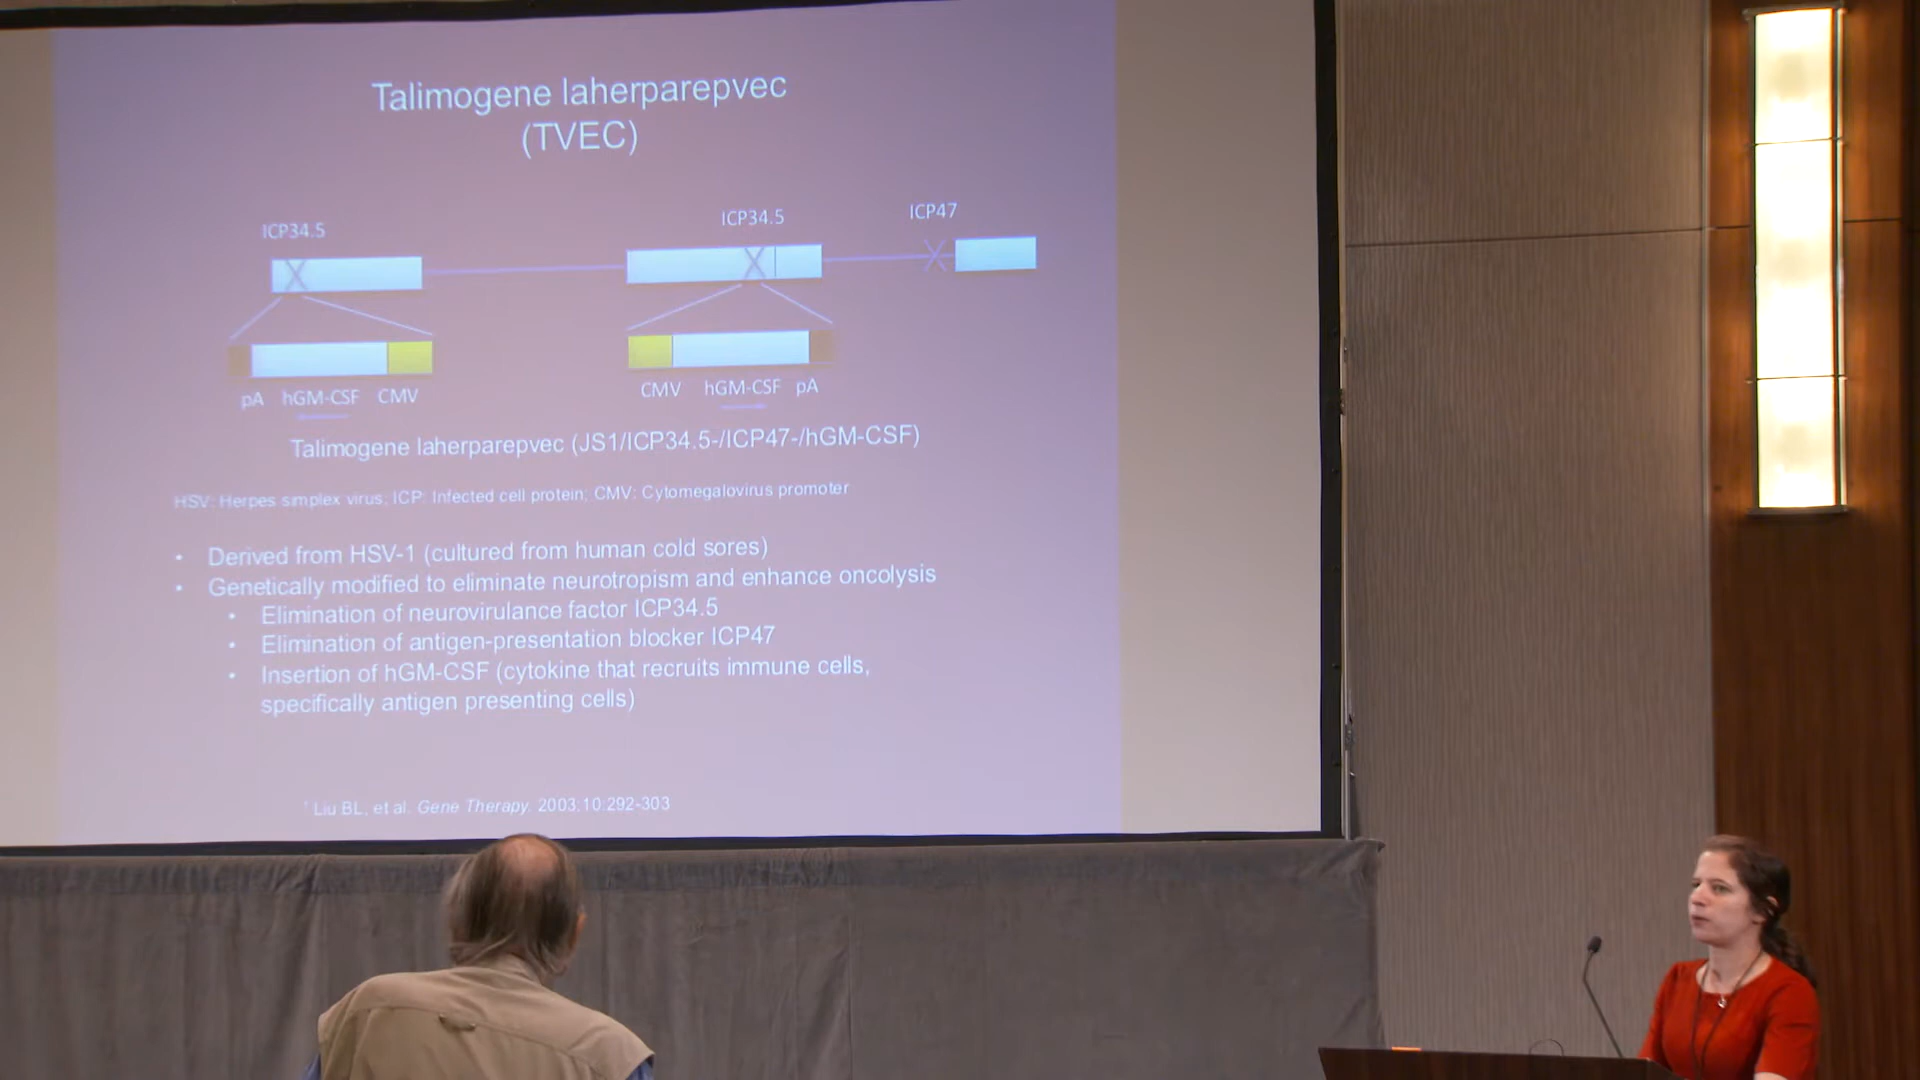 Talimogene laherparepvec
(TVEC)
ICP34.5
ICP34.5
ICP47
pA hGM-CSF CMV
CMV hGM-CSF pA
Talimogene laherparepvec (JS1/ICP34.5-/ICP47-/hGM-CSF)
HSV: Herpes simplex virus; ICP: Infected cell protein; CMV: Cytomegalovirus promoter
• Derived from HSV-1 (cultured from human cold sores)
• Genetically modified to eliminate neurotropism and enhance oncolysis
• Elimination of neurovirulance factor ICP34.5
• Elimination of antigen-presentation blocker ICP47
• Insertion of hGM-CSF (cytokine that recruits immune cells,
specifically antigen presenting cells)
Liu BL, et al. Gene Therapy. 2003.10:292-303